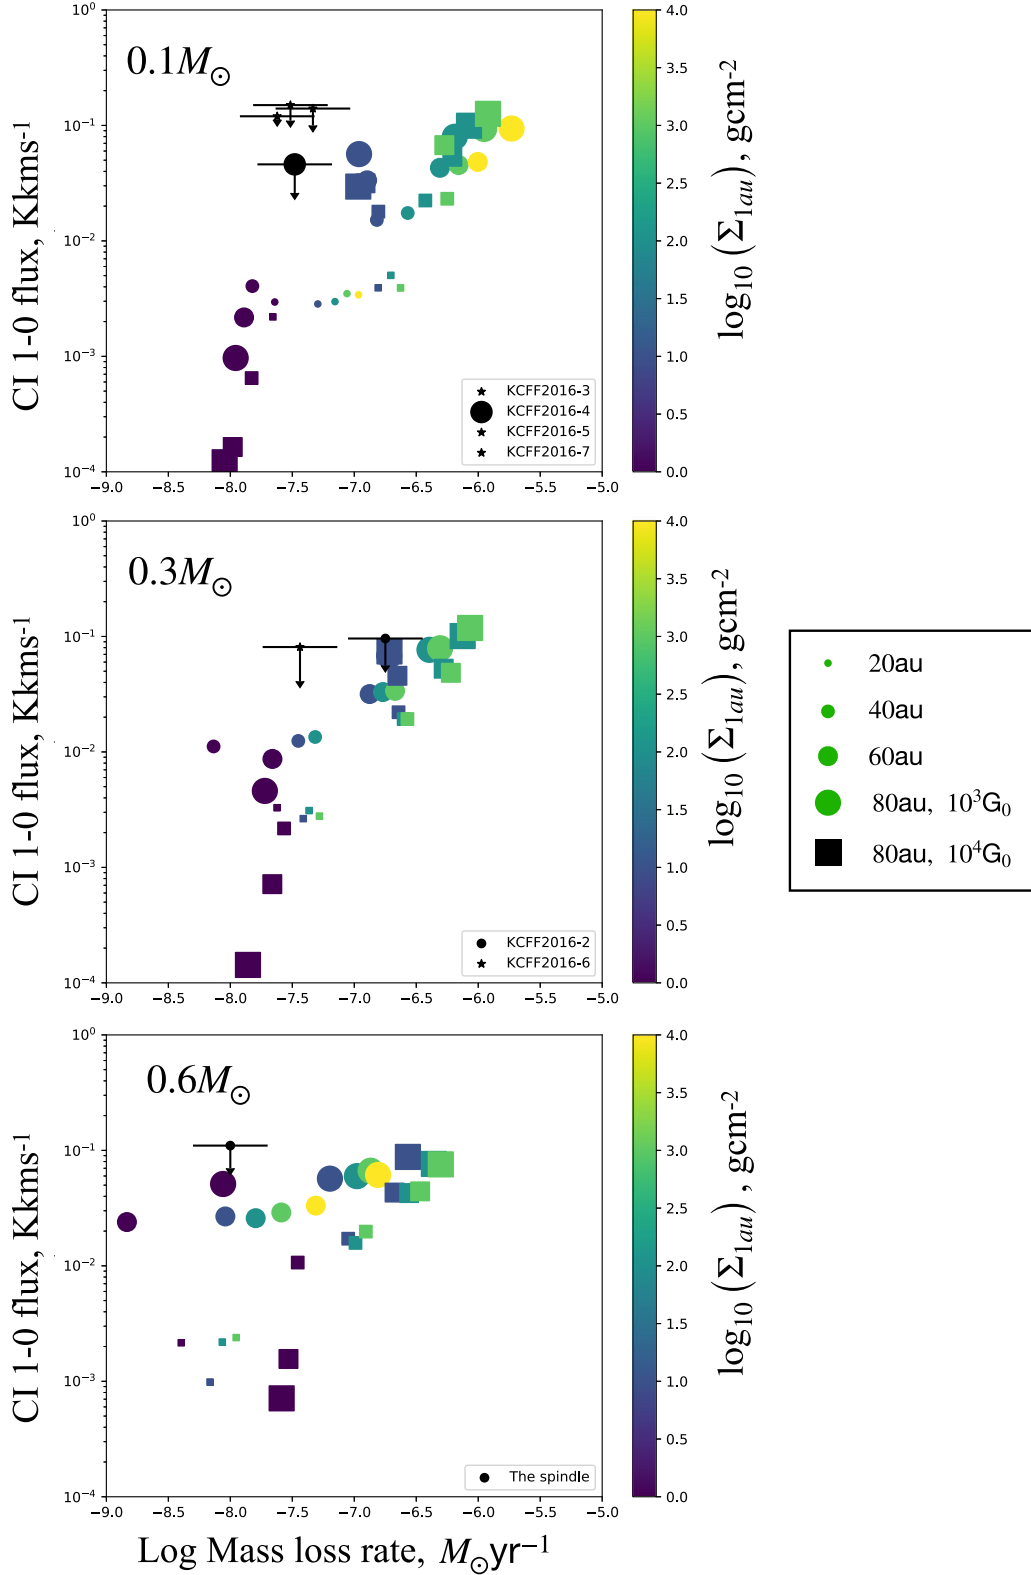 0.1M⊙
CI 1-0 flux, Kkms⁻¹
10⁰
10⁻¹
10⁻²
10⁻³
10⁻⁴
−9.0 −8.5 −8.0 −7.5 −7.0 −6.5 −6.0 −5.5 −5.0
KCFF2016-3
KCFF2016-4
KCFF2016-5
KCFF2016-7
4.0
3.5
3.0
2.5
2.0
1.5
1.0
0.5
0.0
log₁₀ (Σ₁ₐᵤ), gcm⁻²
0.3M⊙
CI 1-0 flux, Kkms⁻¹
10⁰
10⁻¹
10⁻²
10⁻³
10⁻⁴
−9.0 −8.5 −8.0 −7.5 −7.0 −6.5 −6.0 −5.5 −5.0
KCFF2016-2
KCFF2016-6
4.0
3.5
3.0
2.5
2.0
1.5
1.0
0.5
0.0
log₁₀ (Σ₁ₐᵤ), gcm⁻²
20au
40au
60au
80au, 10³G₀
80au, 10⁴G₀
0.6M⊙
CI 1-0 flux, Kkms⁻¹
10⁰
10⁻¹
10⁻²
10⁻³
10⁻⁴
−9.0 −8.5 −8.0 −7.5 −7.0 −6.5 −6.0 −5.5 −5.0
The spindle
4.0
3.5
3.0
2.5
2.0
1.5
1.0
0.5
0.0
log₁₀ (Σ₁ₐᵤ), gcm⁻²
Log Mass loss rate, M⊙yr⁻¹